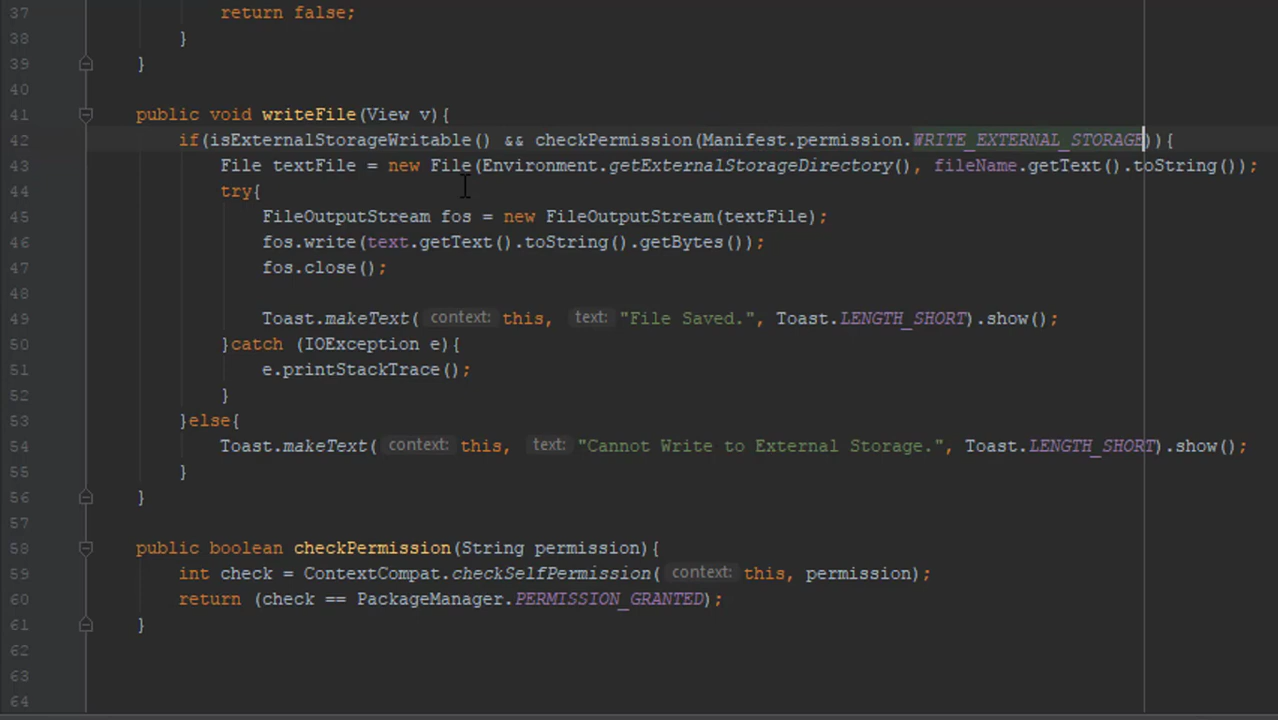 37 return false;
38 }
39 }
40
41 public void writeFile(View v){
42 if(isExternalStorageWritable() && checkPermission(Manifest.permission.WRITE_EXTERNAL_STORAGE)){
43 File textFile = new File(Environment.getExternalStorageDirectory(), fileName.getText().toString());
44 try{
45 FileOutputStream fos = new FileOutputStream(textFile);
46 fos.write(text.getText().toString().getBytes());
47 fos.close();
48
49 Toast.makeText( context: this, text: "File Saved.", Toast.LENGTH_SHORT).show();
50 }catch (IOException e){
51 e.printStackTrace();
52 }
53 }else{
54 Toast.makeText( context: this, text: "Cannot Write to External Storage.", Toast.LENGTH_SHORT).show();
55 }
56 }
57
58 public boolean checkPermission(String permission){
59 int check = ContextCompat.checkSelfPermission( context: this, permission);
60 return (check == PackageManager.PERMISSION_GRANTED);
61 }
62
63
64